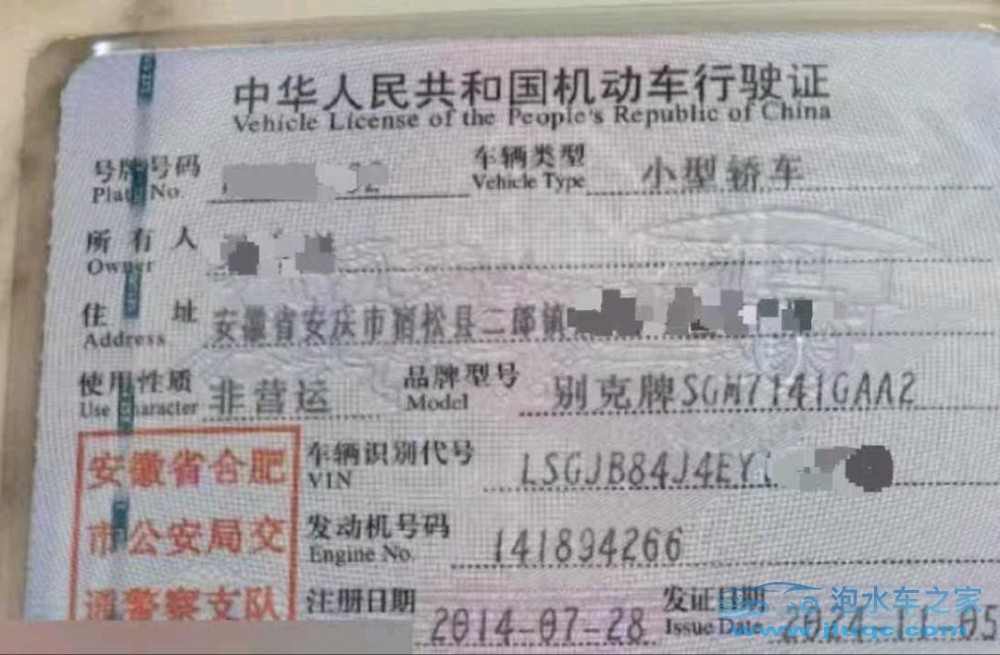 中华人民共和国机动车行驶证
Vehicle License of the People's Republic of China
号牌号码 车辆类型 小型轿车
Plate No. Vehicle Type
所有人
Owner
住址 安徽省安庆市宿松县二郎镇
Address
使用性质 非营运 品牌型号 别克牌SGM7141GAA2
Use Character Model
安徽省合肥 车辆识别代号 LSGJB84J4EY
VIN
市公安局交 发动机号码 141894266
Engine No.
通警察支队 注册日期 2014-07-28 发证日期 2024-11-05
Issue Date
泡水车之家
www.jluqc.com